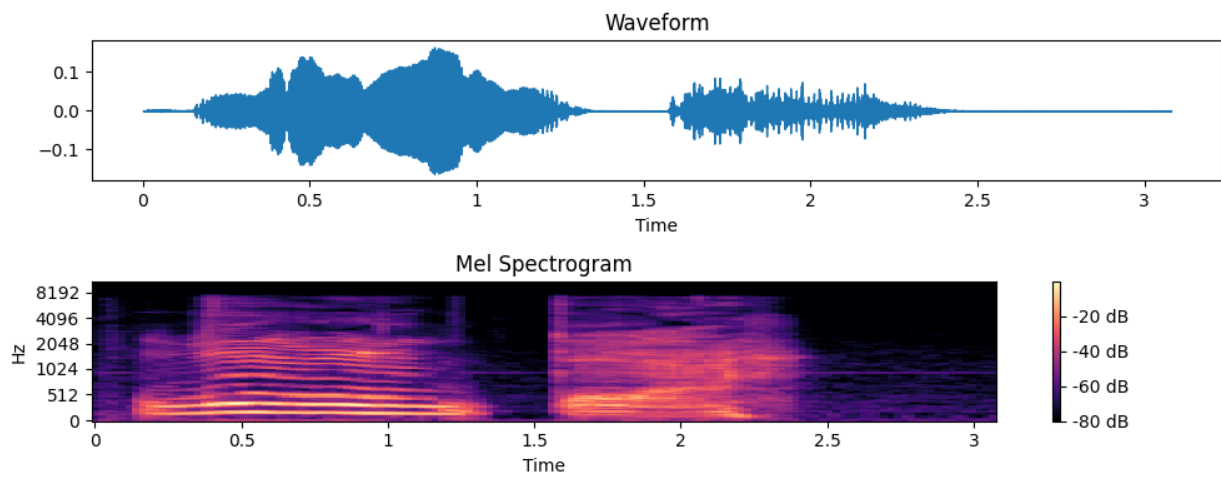 Waveform
0.1
0.0
−0.1
0 0.5 1 1.5 2 2.5 3
Time
Mel Spectrogram
8192
4096
2048
1024
512
0
Hz
0 0.5 1 1.5 2 2.5 3
Time
-20 dB
-40 dB
-60 dB
-80 dB